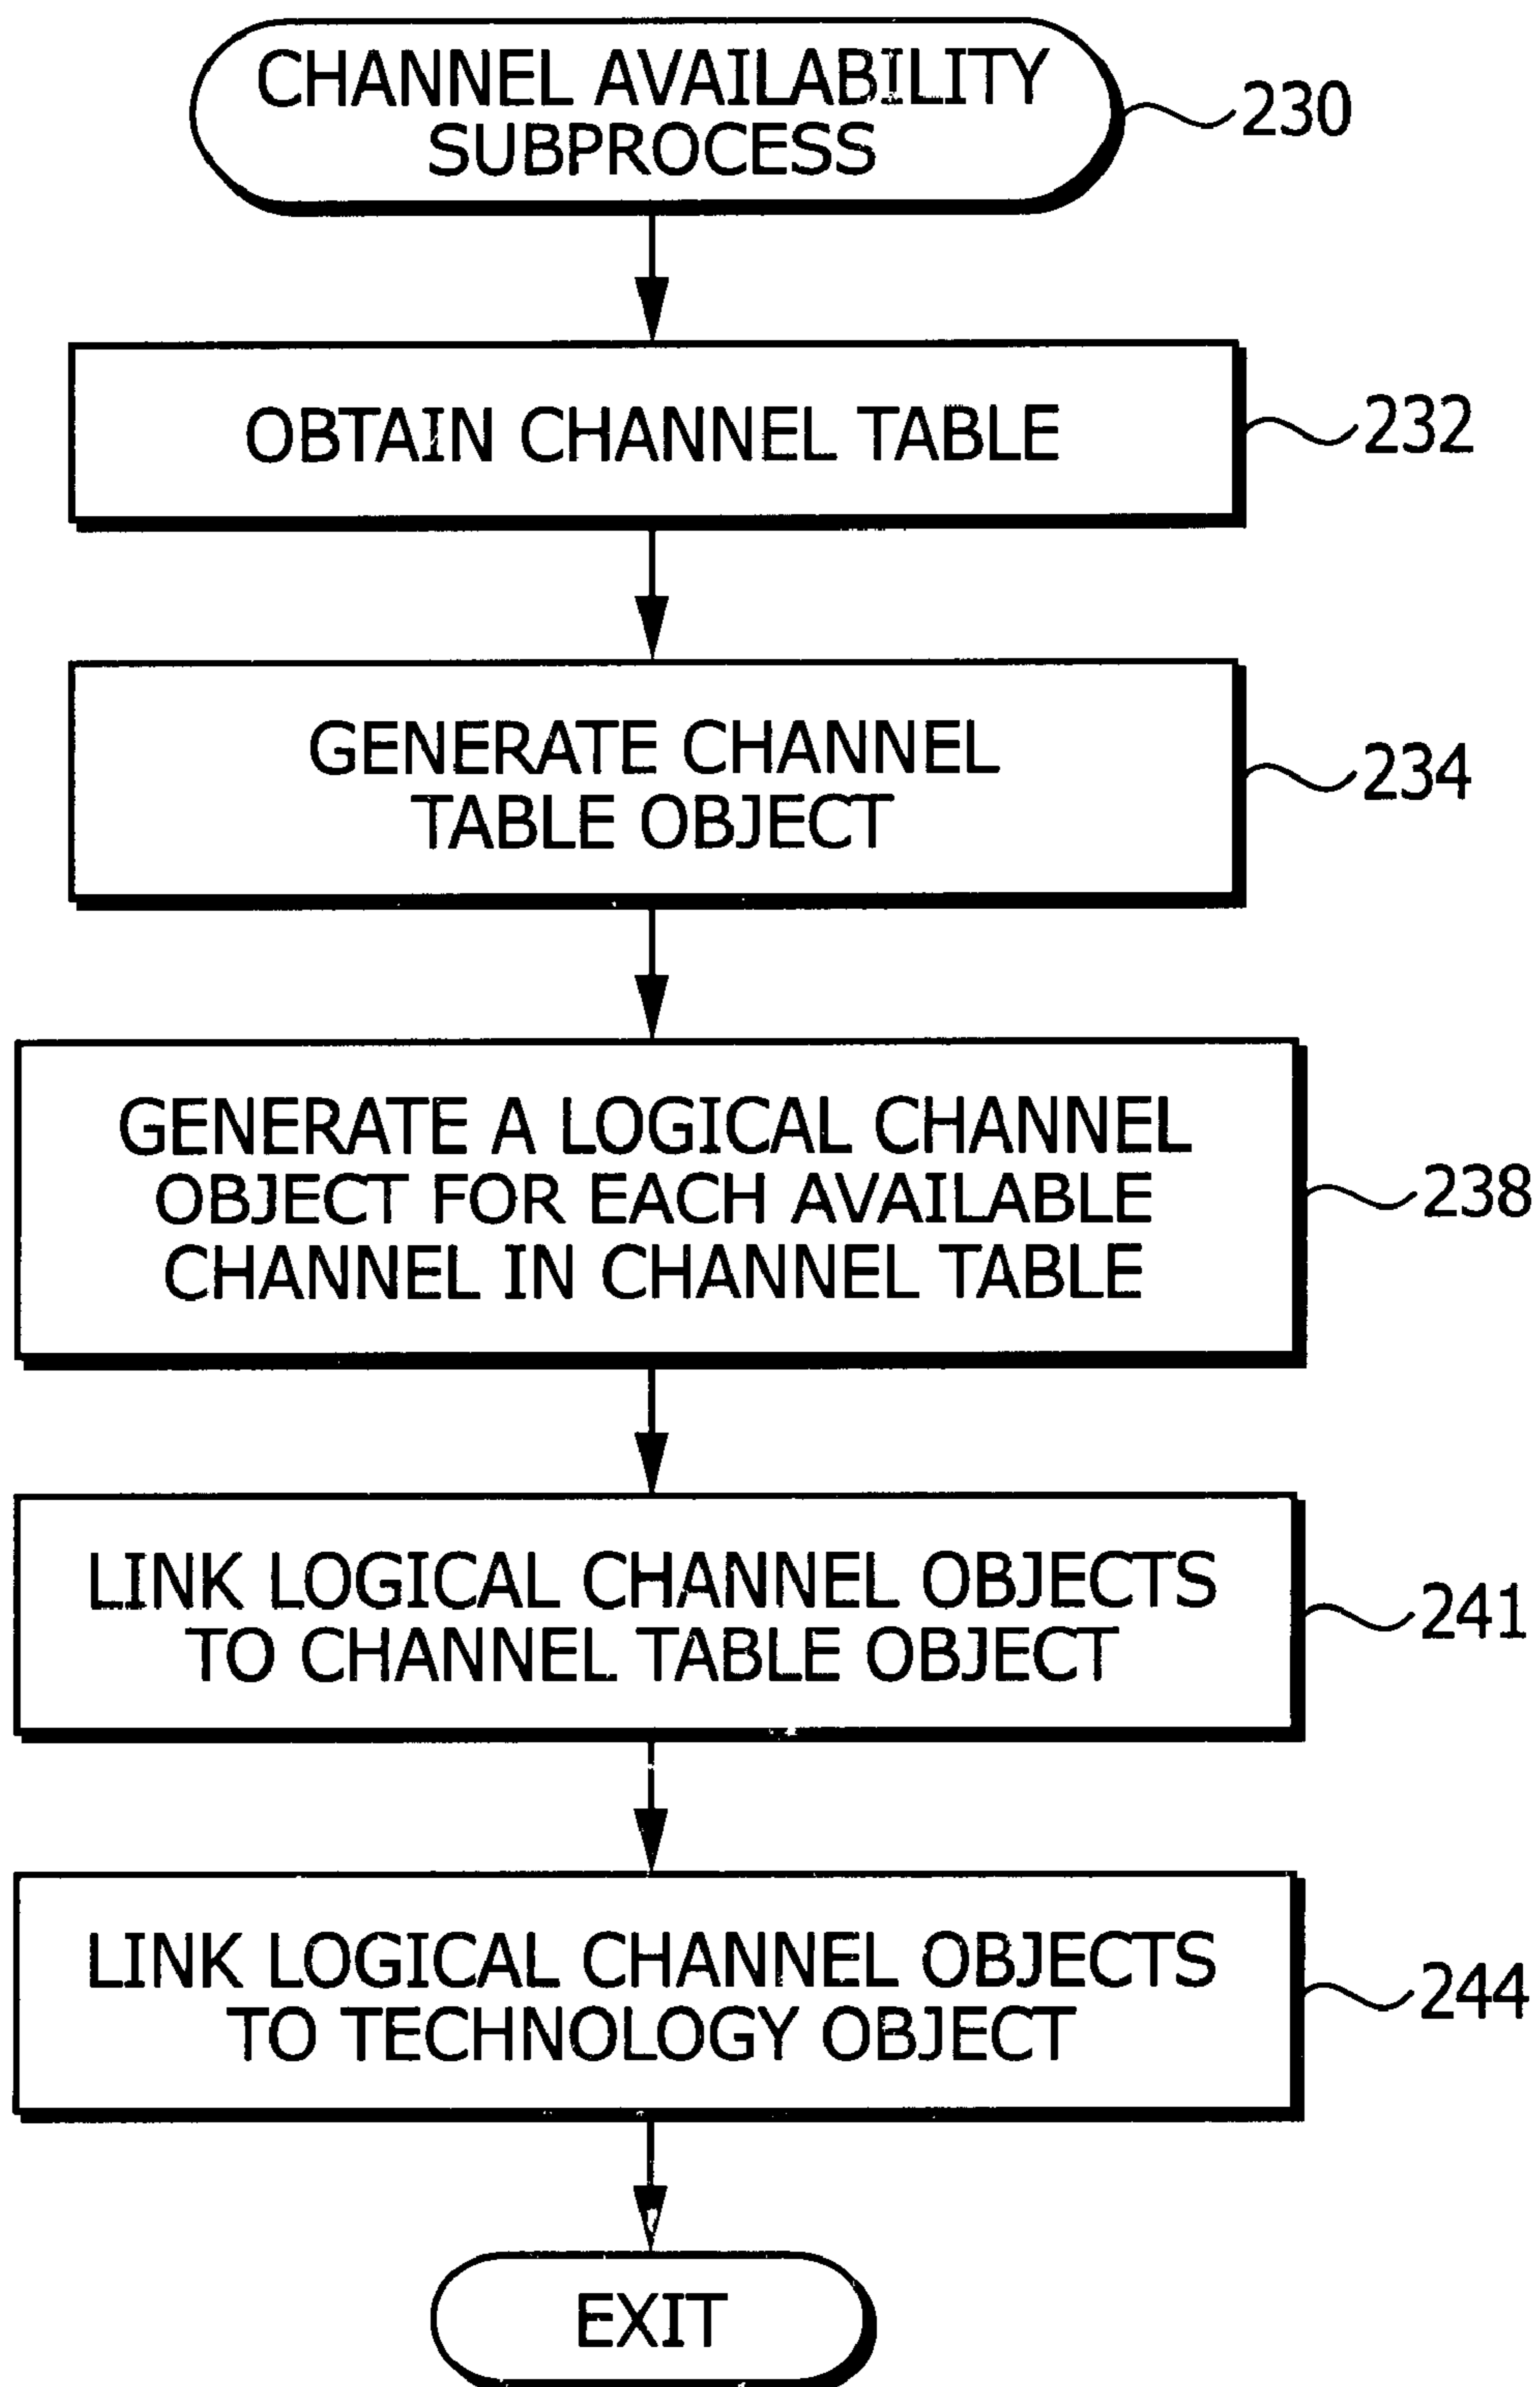 CHANNEL AVAILABILITY
SUBPROCESS
230
OBTAIN CHANNEL TABLE
232
GENERATE CHANNEL
TABLE OBJECT
234
GENERATE A LOGICAL CHANNEL
OBJECT FOR EACH AVAILABLE
CHANNEL IN CHANNEL TABLE
238
LINK LOGICAL CHANNEL OBJECTS
TO CHANNEL TABLE OBJECT
241
LINK LOGICAL CHANNEL OBJECTS
TO TECHNOLOGY OBJECT
244
EXIT